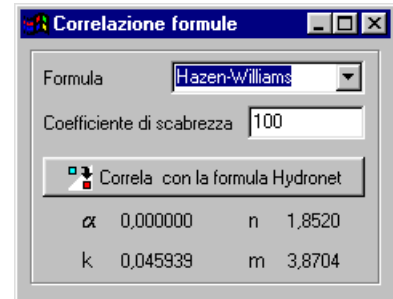 Correlazione formule
Formula Hazen-Williams
Coefficiente di scabrezza 100
Correla con la formula Hydronet
α 0,000000 n 1,8520
k 0,045939 m 3,8704